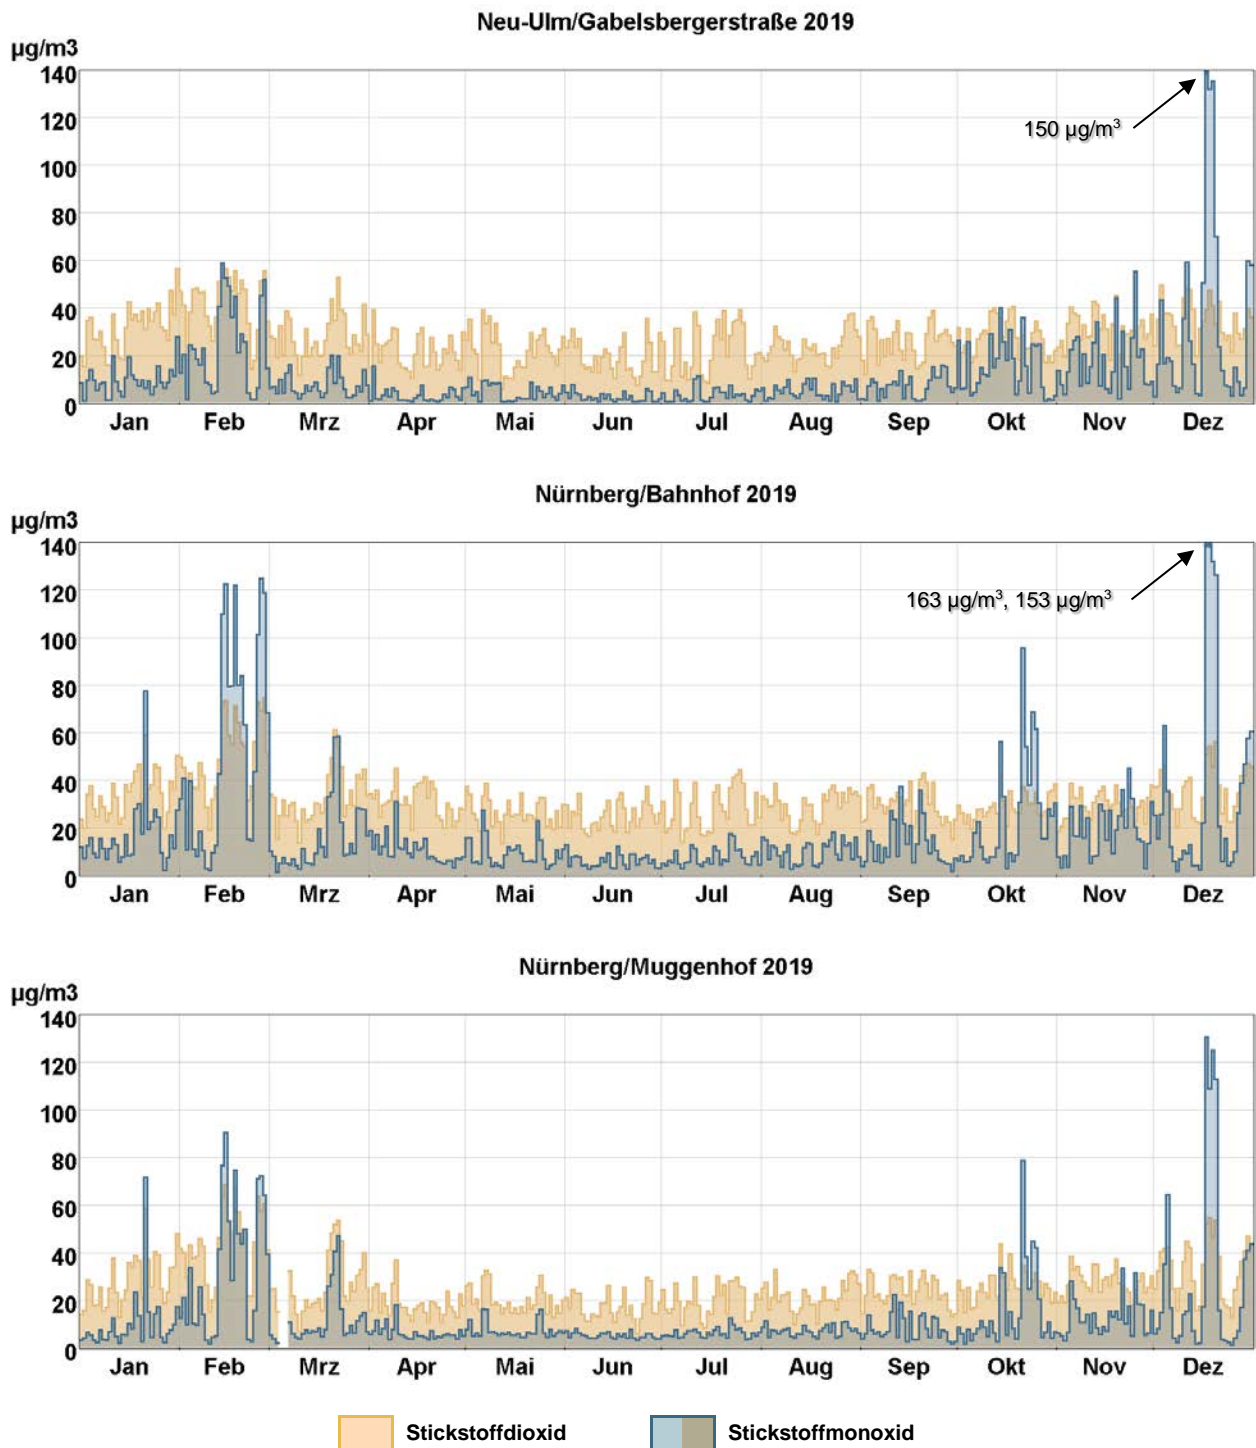 Neu-Ulm/Gabelsbergerstraße 2019
µg/m3
140
120
100
80
60
40
20
0
150 µg/m³
Jan Feb Mrz Apr Mai Jun Jul Aug Sep Okt Nov Dez
Nürnberg/Bahnhof 2019
µg/m3
140
120
100
80
60
40
20
0
163 µg/m³, 153 µg/m³
Jan Feb Mrz Apr Mai Jun Jul Aug Sep Okt Nov Dez
Nürnberg/Muggenhof 2019
µg/m3
140
120
100
80
60
40
20
0
Jan Feb Mrz Apr Mai Jun Jul Aug Sep Okt Nov Dez
Stickstoffdioxid Stickstoffmonoxid